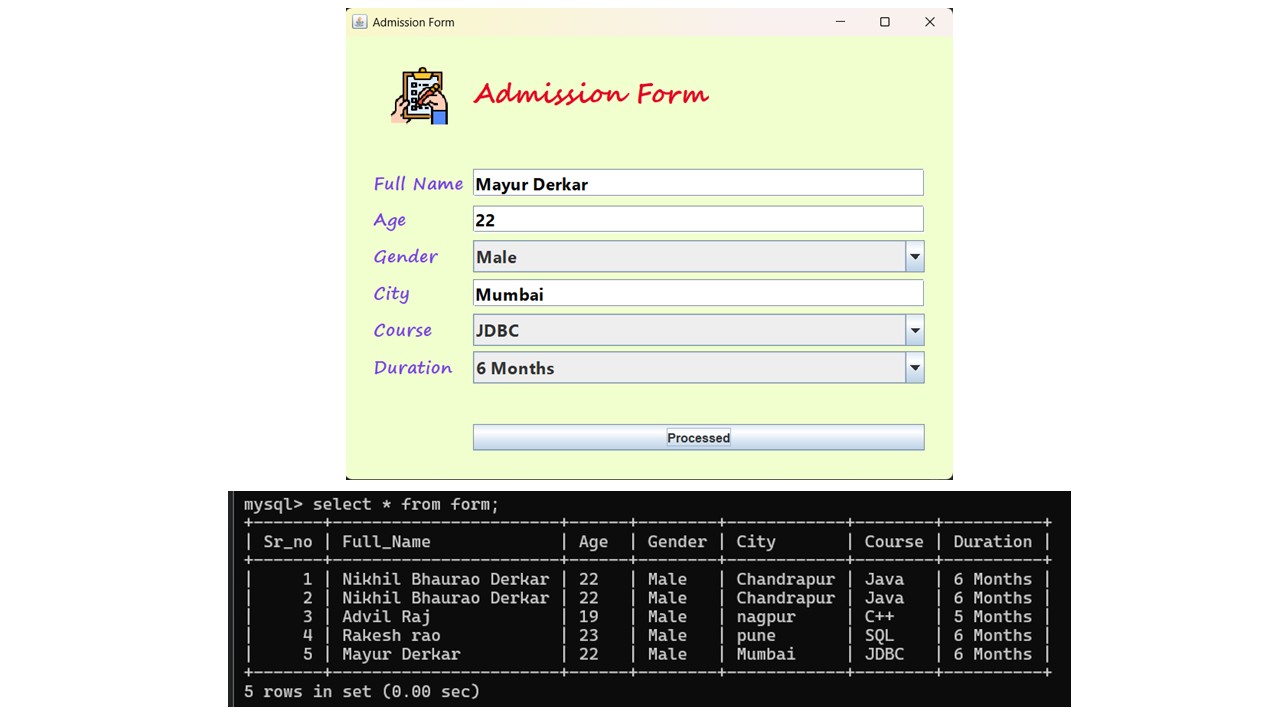 Admission Form
Admission Form
Full Name Mayur Derkar
Age 22
Gender Male
City Mumbai
Course JDBC
Duration 6 Months
Processed
mysql> select * from form;
+-------+----------------------+------+--------+------------+--------+----------+
| Sr_no | Full_Name            | Age  | Gender | City       | Course | Duration |
+-------+----------------------+------+--------+------------+--------+----------+
|     1 | Nikhil Bhaurao Derkar | 22   | Male   | Chandrapur | Java   | 6 Months |
|     2 | Nikhil Bhaurao Derkar | 22   | Male   | Chandrapur | Java   | 6 Months |
|     3 | Advil Raj            | 19   | Male   | nagpur     | C++    | 5 Months |
|     4 | Rakesh rao           | 23   | Male   | pune       | SQL    | 6 Months |
|     5 | Mayur Derkar         | 22   | Male   | Mumbai     | JDBC   | 6 Months |
+-------+----------------------+------+--------+------------+--------+----------+
5 rows in set (0.00 sec)